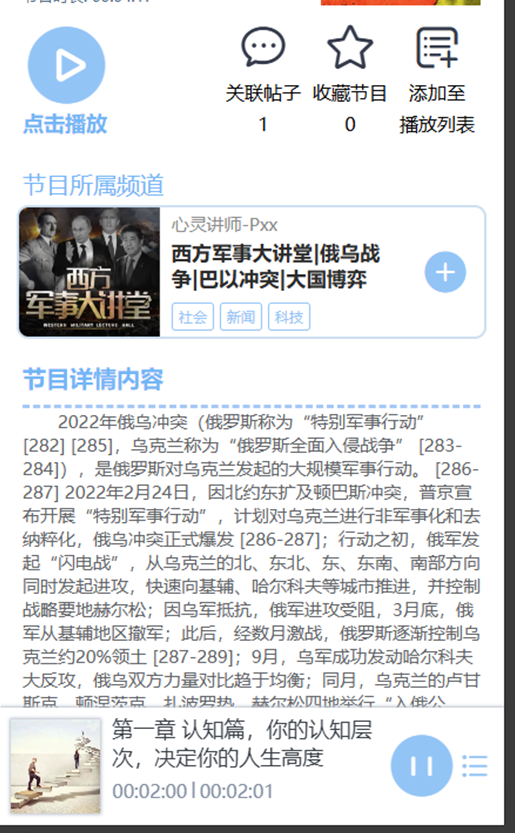 关联帖子
收藏节目
添加至
播放列表
1
0
点击播放
节目所属频道
西方
军事大讲堂
WESTERN MILITARY LECTURE HALL
心灵讲师-Pxx
西方军事大讲堂|俄乌战
争|巴以冲突|大国博弈
社会
新闻
科技
节目详情内容
2022年俄乌冲突（俄罗斯称为“特别军事行动”
[282] [285]，乌克兰称为“俄罗斯全面入侵战争” [283-
284]），是俄罗斯对乌克兰发起的大规模军事行动。 [286-
287] 2022年2月24日，因北约东扩及顿巴斯冲突，普京宣
布开展“特别军事行动”，计划对乌克兰进行非军事化和去
纳粹化，俄乌冲突正式爆发 [286-287]；行动之初，俄军发
起“闪电战”，从乌克兰的北、东北、东、东南、南部方向
同时发起进攻，快速向基辅、哈尔科夫等城市推进，并控制
战略要地赫尔松；因乌军抵抗，俄军进攻受阻，3月底，俄
军从基辅地区撤军；此后，经数月激战，俄罗斯逐渐控制乌
克兰约20%领土 [287-289]；9月，乌军成功发动哈尔科夫
大反攻，俄乌双方力量对比趋于均衡；同月，乌克兰的卢甘
斯克、顿涅茨克、扎波罗热、赫尔松四地举行“入俄公
第一章 认知篇，你的认知层
次，决定你的人生高度
00:02:00 | 00:02:01